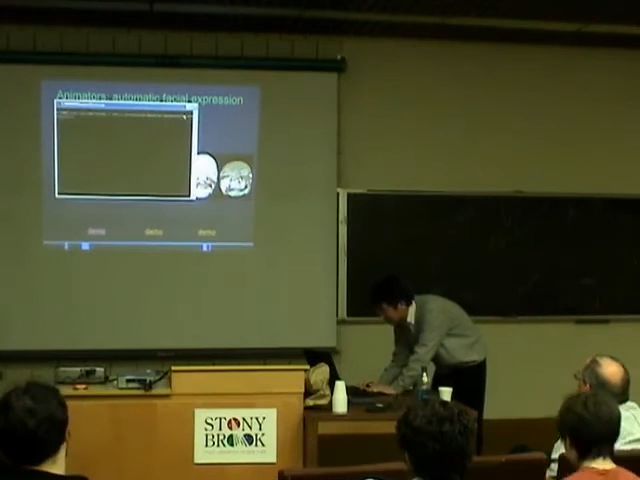 Animators: automatic facial expression
demo demo demo
STONY
BROOK